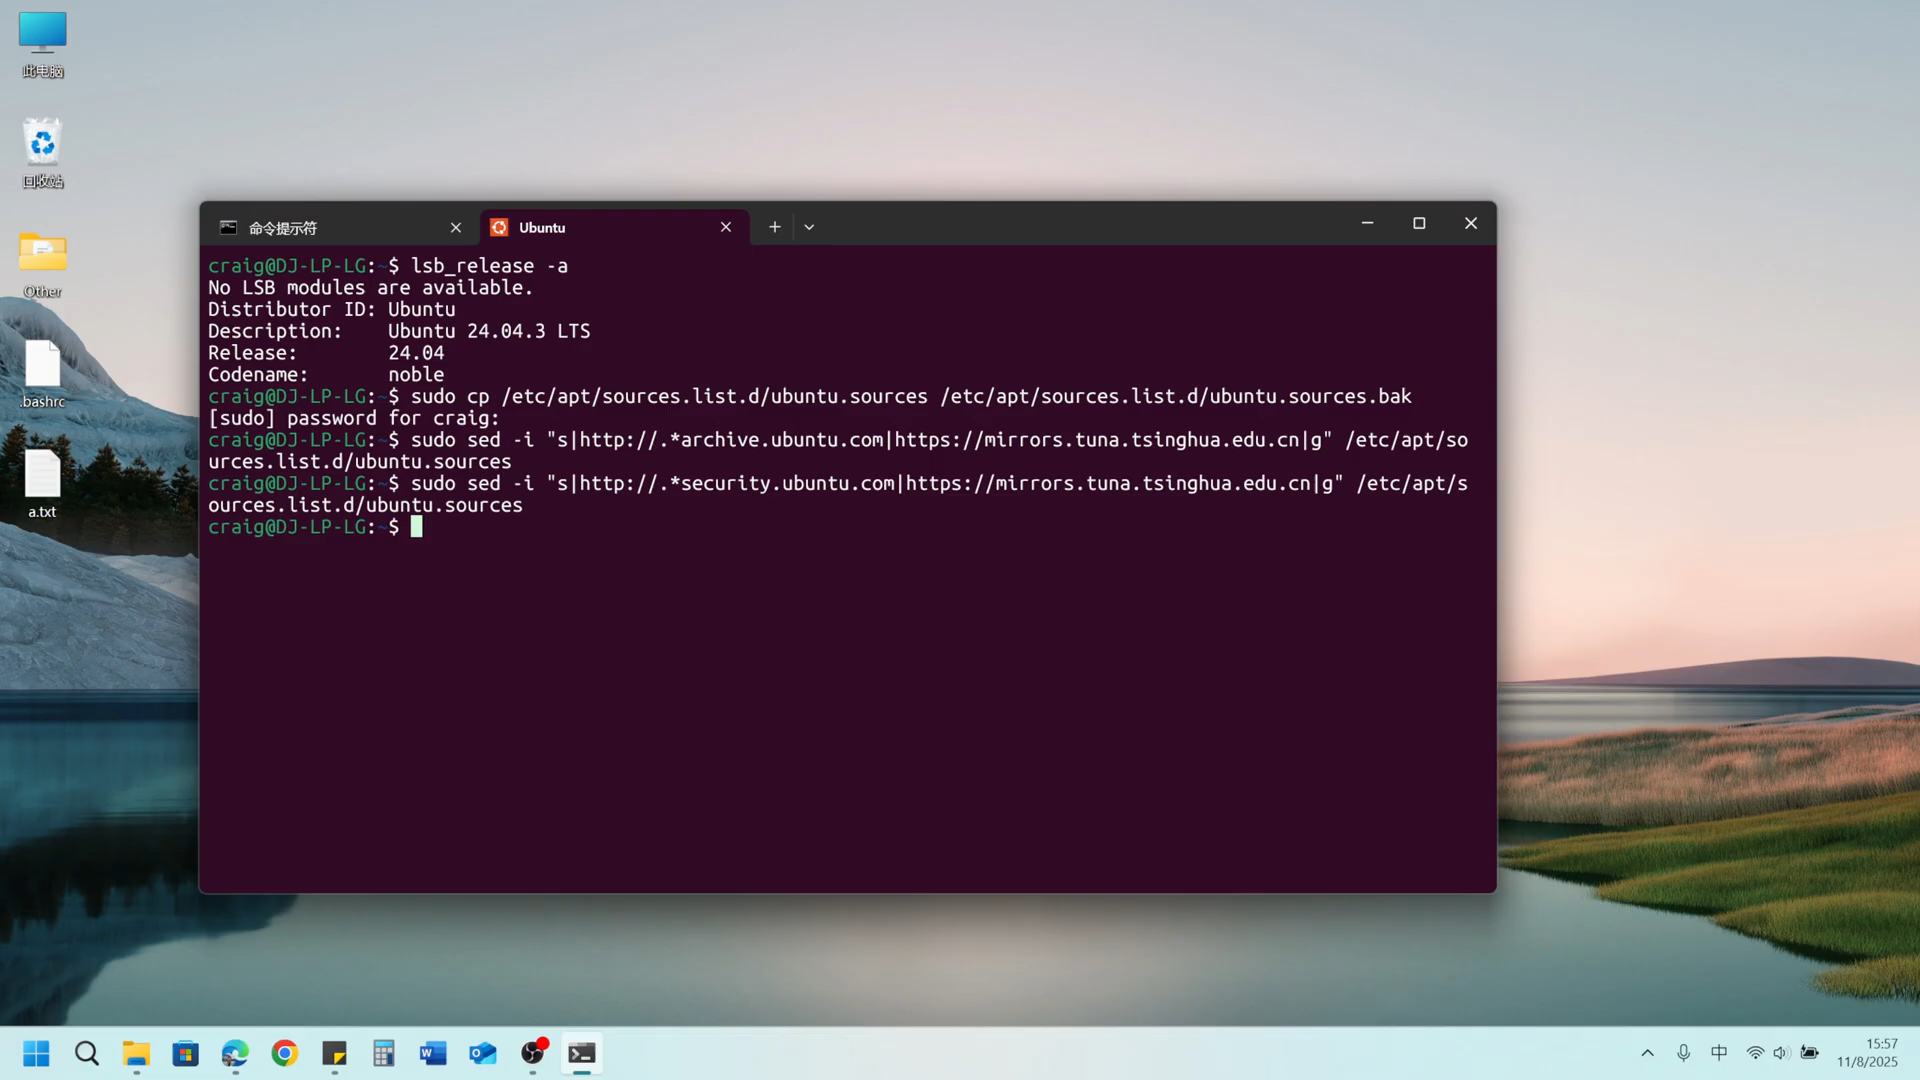 此电脑
回收站
Other
.bashrc
a.txt
命令提示符
Ubuntu
craig@DJ-LP-LG:~$ lsb_release -a
No LSB modules are available.
Distributor ID: Ubuntu
Description:    Ubuntu 24.04.3 LTS
Release:        24.04
Codename:       noble
craig@DJ-LP-LG:~$ sudo cp /etc/apt/sources.list.d/ubuntu.sources /etc/apt/sources.list.d/ubuntu.sources.bak
[sudo] password for craig:
craig@DJ-LP-LG:~$ sudo sed -i "s|http://.*archive.ubuntu.com|https://mirrors.tuna.tsinghua.edu.cn|g" /etc/apt/so
urces.list.d/ubuntu.sources
craig@DJ-LP-LG:~$ sudo sed -i "s|http://.*security.ubuntu.com|https://mirrors.tuna.tsinghua.edu.cn|g" /etc/apt/s
ources.list.d/ubuntu.sources
craig@DJ-LP-LG:~$
W
中
15:57
11/8/2025